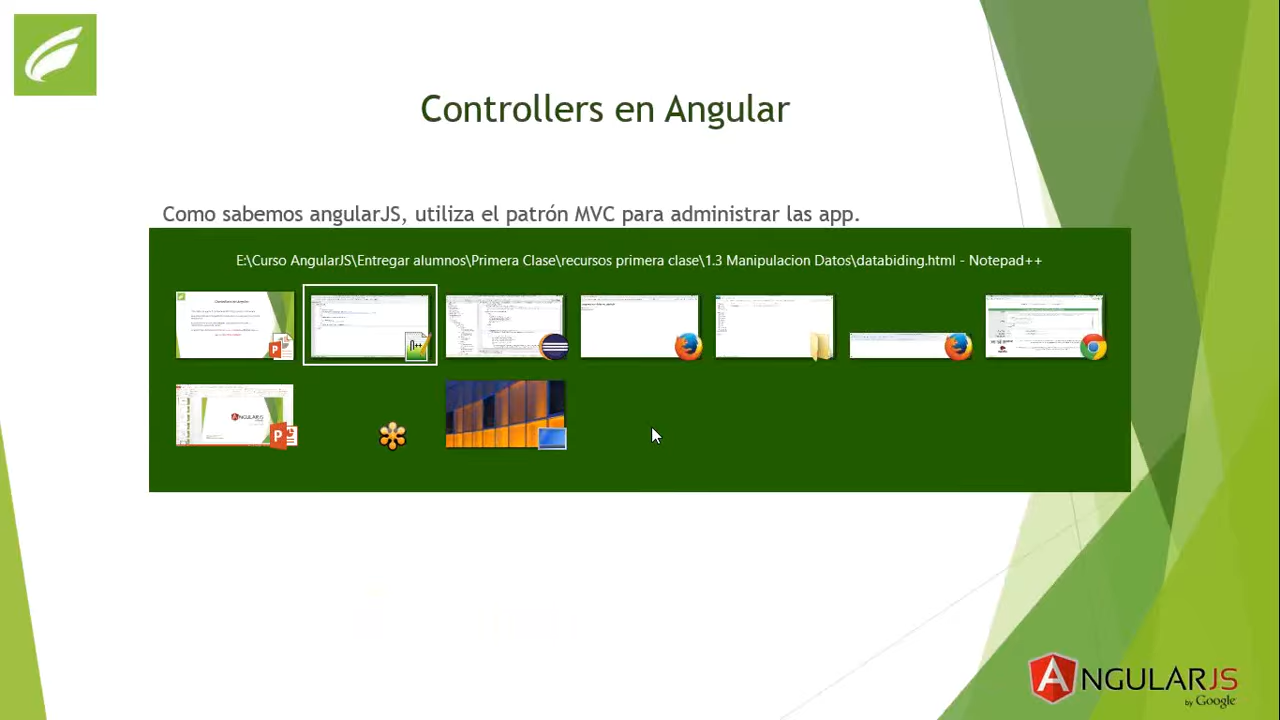 Controllers en Angular
Como sabemos angularJS, utiliza el patrón MVC para administrar las app.
E:\Curso AngularJS\Entregar alumnos\Primera Clase\recursos primera clase\1.3 Manipulacion Datos\databiding.html - Notepad++
ANGULARJS
by Google